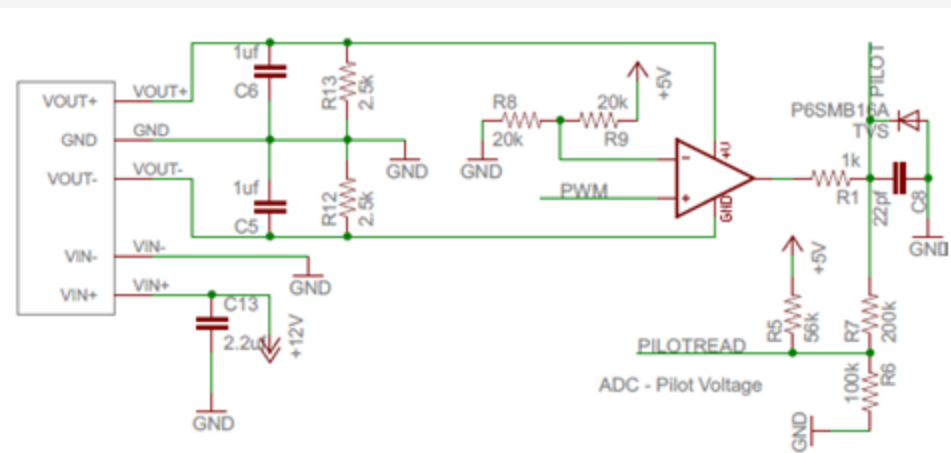 VOUT+
GND
VOUT-
VIN-
VIN+
VOUT+
GND
VOUT-
VIN-
VIN+
1uf
C6
R13
2.5k
1uf
C5
R12
2.5k
GND
GND
C13
2.2u
+12V
GND
R8
20k
20k
R9
+5V
GND
PWM
-
+
+U
GND
1k
R1
PILOT
P6SMB16A
TVS
22pf
C8
GND
+5V
R5
56k
R7
200k
PILOTREAD
ADC - Pilot Voltage
100k
R6
GND